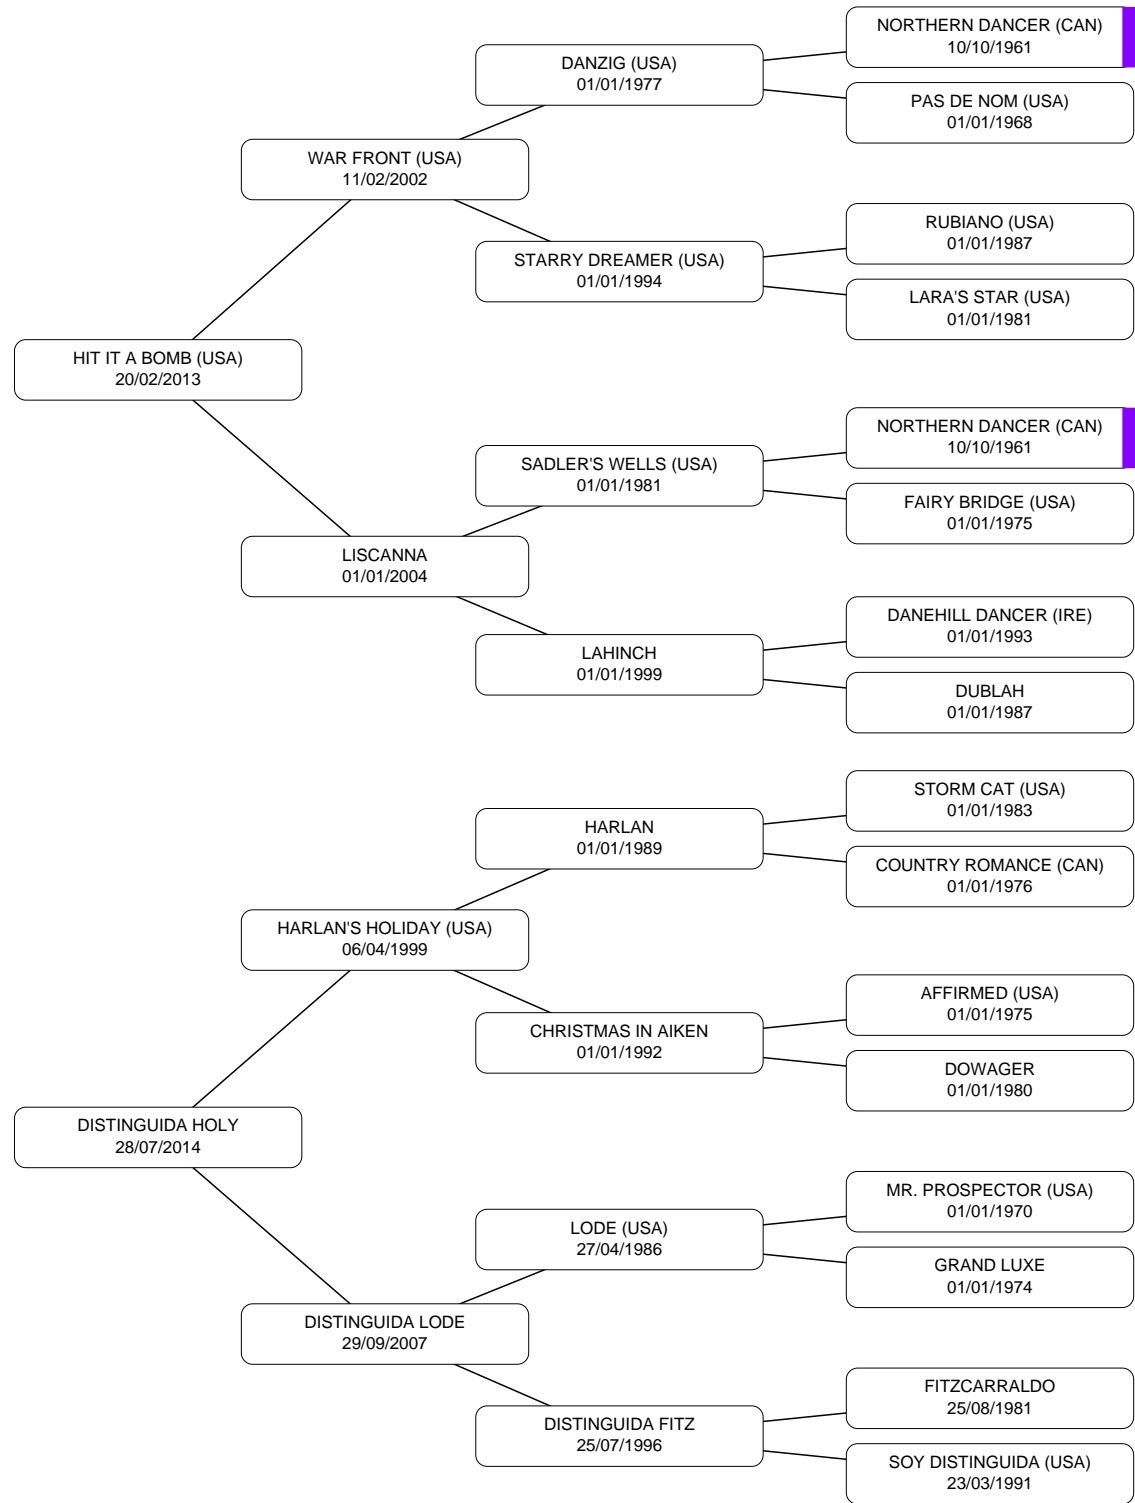 NORTHERN DANCER (CAN)
10/10/1961
DANZIG (USA)
01/01/1977
PAS DE NOM (USA)
01/01/1968
WAR FRONT (USA)
11/02/2002
RUBIANO (USA)
01/01/1987
STARRY DREAMER (USA)
01/01/1994
LARA'S STAR (USA)
01/01/1981
HIT IT A BOMB (USA)
20/02/2013
NORTHERN DANCER (CAN)
10/10/1961
SADLER'S WELLS (USA)
01/01/1981
FAIRY BRIDGE (USA)
01/01/1975
LISCANNA
01/01/2004
DANEHILL DANCER (IRE)
01/01/1993
LAHINCH
01/01/1999
DUBLAH
01/01/1987
STORM CAT (USA)
01/01/1983
HARLAN
01/01/1989
COUNTRY ROMANCE (CAN)
01/01/1976
HARLAN'S HOLIDAY (USA)
06/04/1999
AFFIRMED (USA)
01/01/1975
CHRISTMAS IN AIKEN
01/01/1992
DOWAGER
01/01/1980
DISTINGUIDA HOLY
28/07/2014
MR. PROSPECTOR (USA)
01/01/1970
LODE (USA)
27/04/1986
GRAND LUXE
01/01/1974
DISTINGUIDA LODE
29/09/2007
FITZCARRALDO
25/08/1981
DISTINGUIDA FITZ
25/07/1996
SOY DISTINGUIDA (USA)
23/03/1991